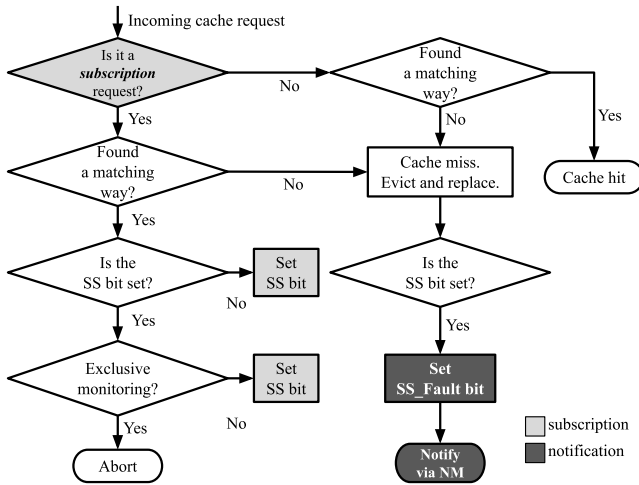 Incoming cache request
Is it a
subscription
request?
No
Yes
Found
a matching
way?
Yes
No
Found
a matching
way?
No
Yes
Cache miss.
Evict and replace.
Cache hit
Is the
SS bit set?
No
Yes
Set
SS bit
Is the
SS bit set?
Yes
Exclusive
monitoring?
No
Yes
Set
SS bit
Set
SS_Fault bit
Abort
Notify
via NM
subscription
notification